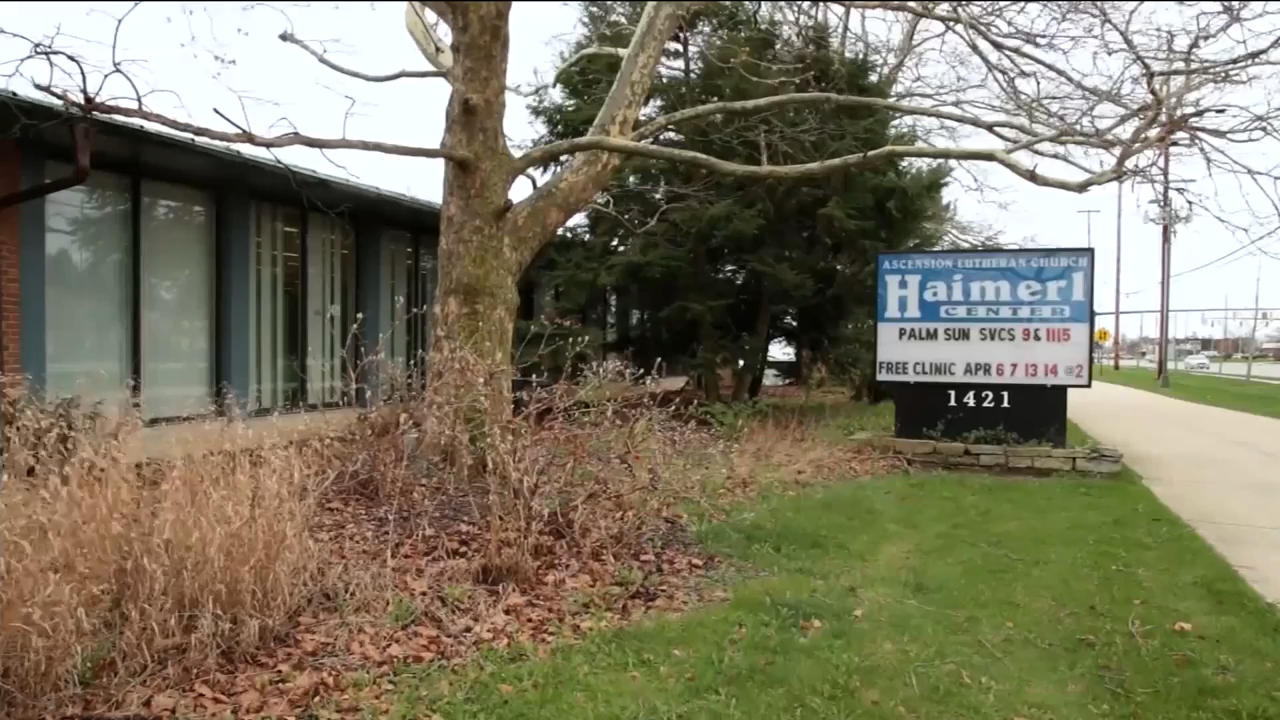 ASCENSION LUTHERAN CHURCH
Haimerl
CENTER
PALM SUN SVCS 9 & 1115
FREE CLINIC APR 6 7 13 14 @2
1421